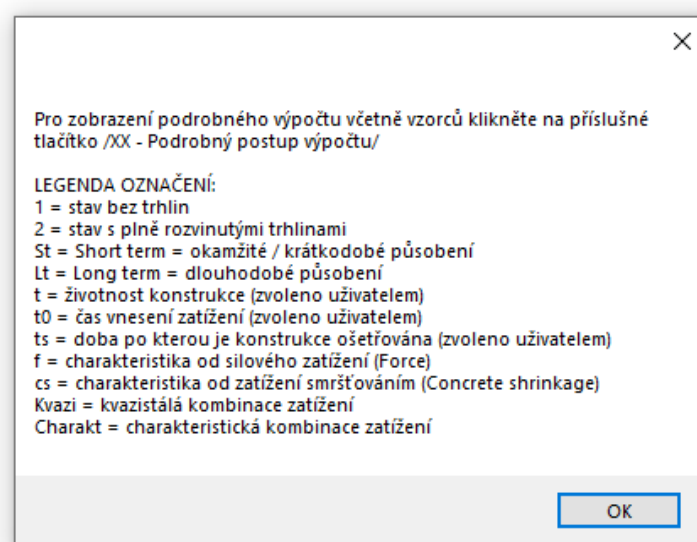 Pro zobrazení podrobného výpočtu včetně vzorců klikněte na příslušné
tlačítko /XX - Podrobný postup výpočtu/
LEGENDA OZNAČENÍ:
1 = stav bez trhlin
2 = stav s plně rozvinutými trhlinami
St = Short term = okamžité / krátkodobé působení
Lt = Long term = dlouhodobé působení
t = životnost konstrukce (zvoleno uživatelem)
t0 = čas vnesení zatížení (zvoleno uživatelem)
ts = doba po kterou je konstrukce ošetřována (zvoleno uživatelem)
f = charakteristika od silového zatížení (Force)
cs = charakteristika od zatížení smršťováním (Concrete shrinkage)
Kvazi = kvazistálá kombinace zatížení
Charakt = charakteristická kombinace zatížení
OK